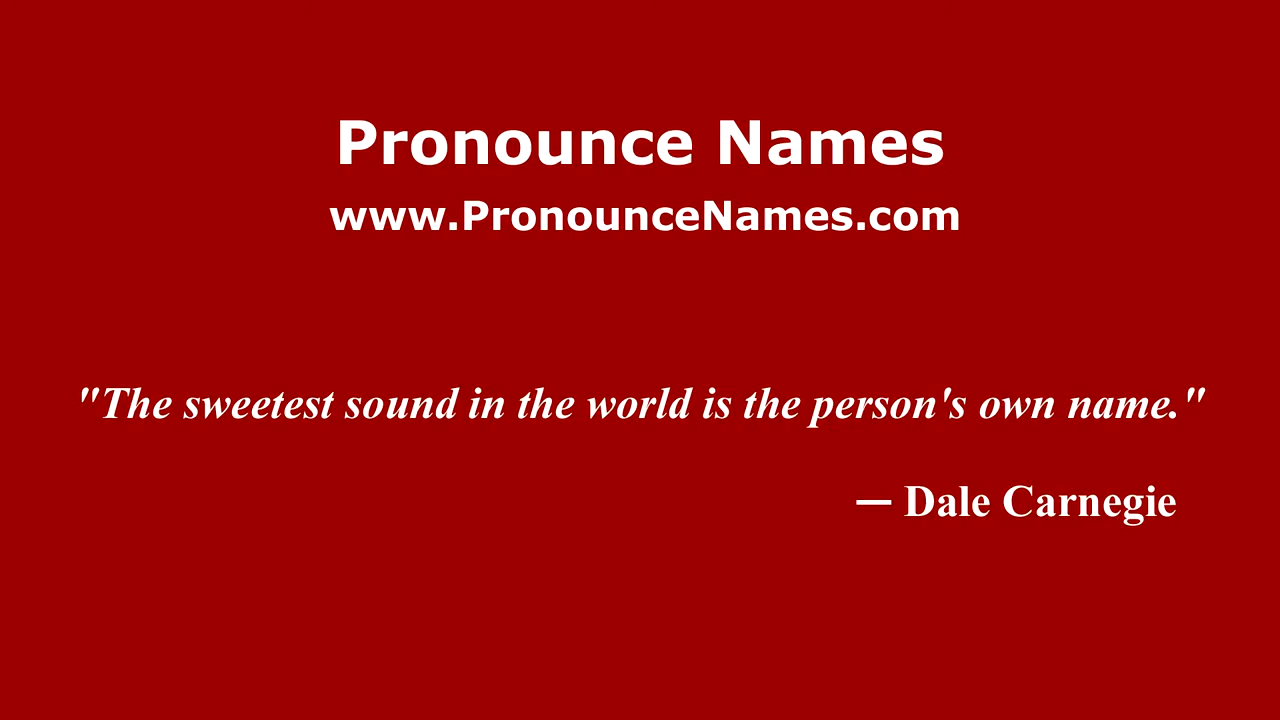 Pronounce Names
www.PronounceNames.com
"The sweetest sound in the world is the person's own name."
— Dale Carnegie